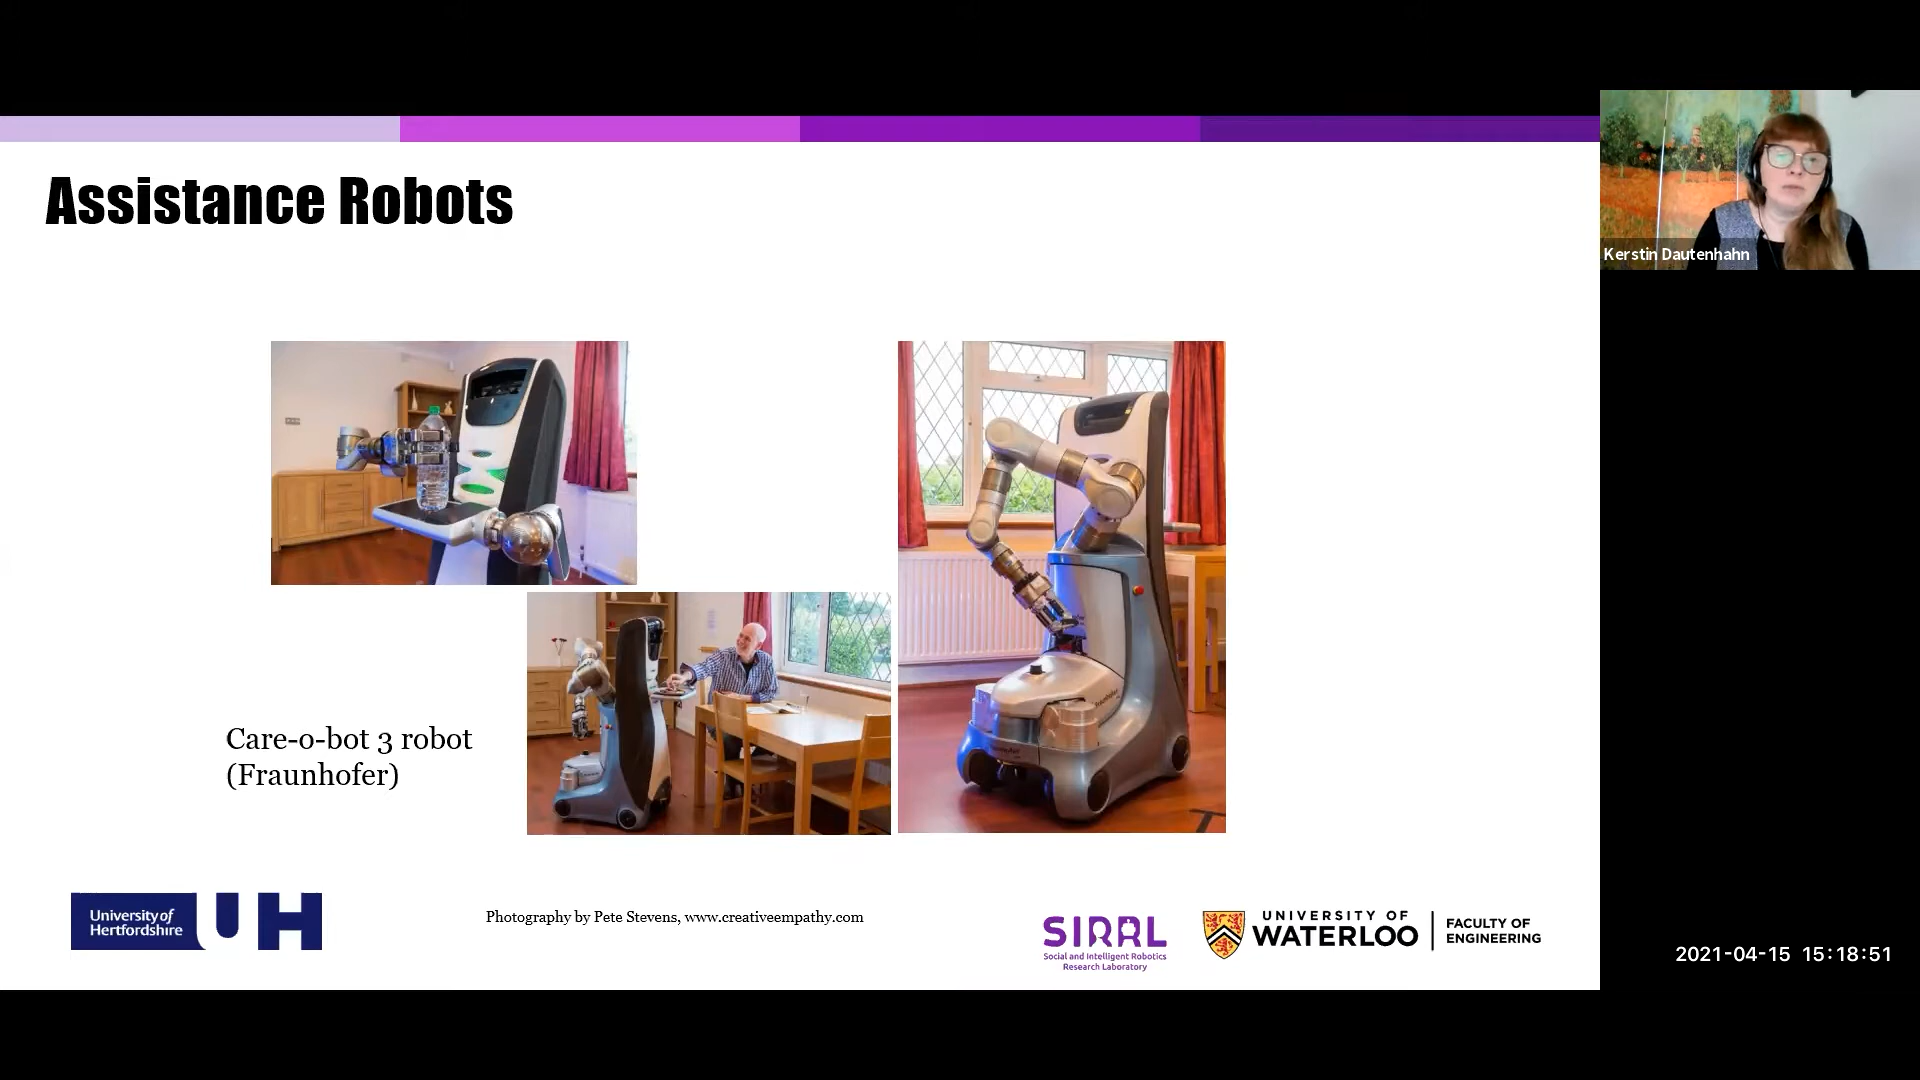 Assistance Robots
Kerstin Dautenhahn
Care-o-bot 3 robot
(Fraunhofer)
University of
Hertfordshire
UH
Photography by Pete Stevens, www.creativeempathy.com
SIRRL
Social and Intelligent Robotics
Research Laboratory
UNIVERSITY OF
WATERLOO
FACULTY OF
ENGINEERING
2021-04-15 15:18:51